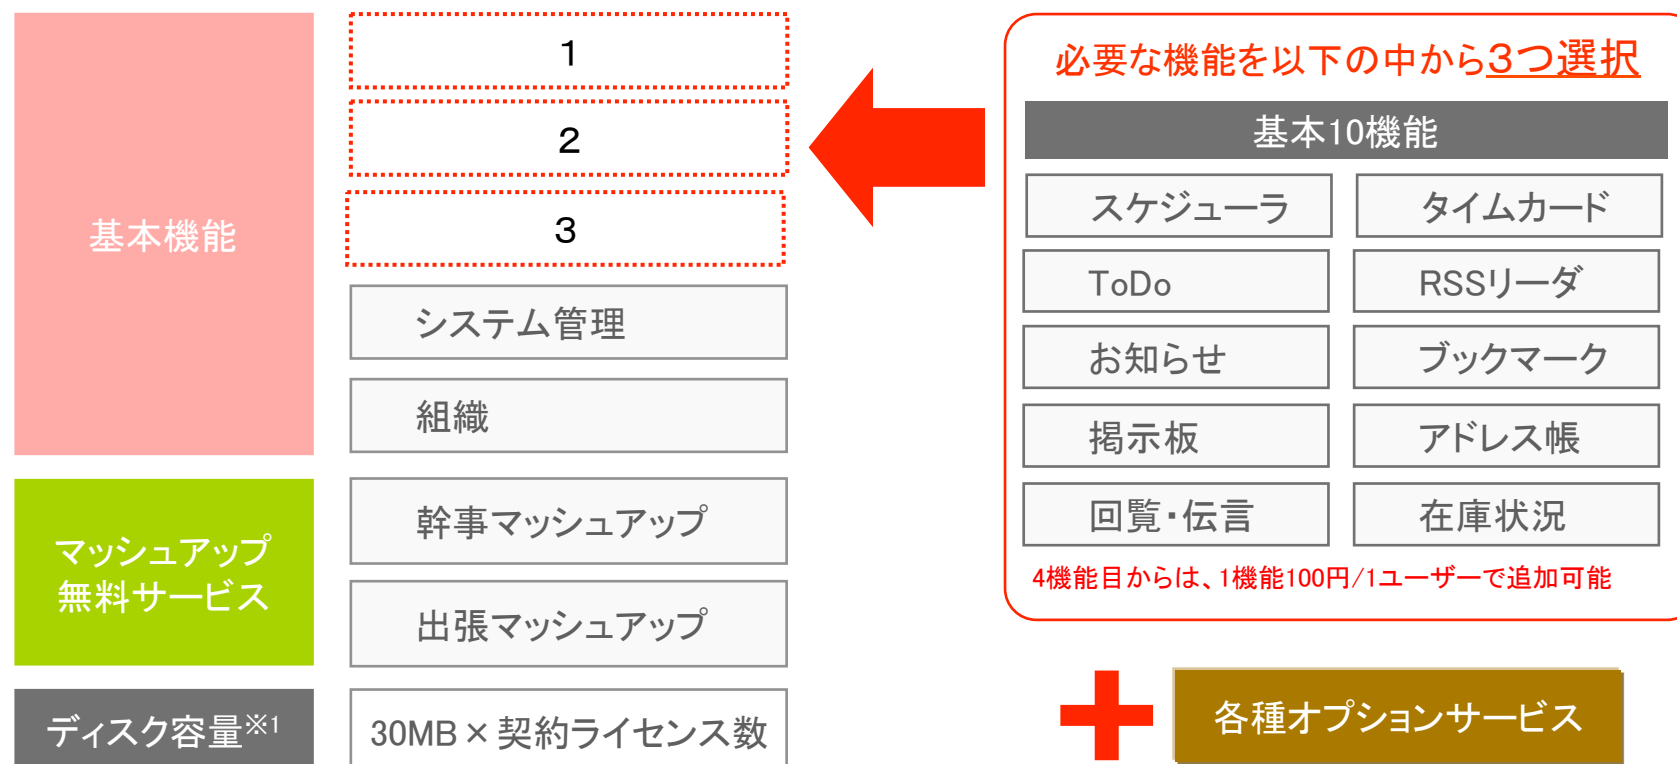 基本機能
1
2
3
システム管理
組織
マッシュアップ
無料サービス
幹事マッシュアップ
出張マッシュアップ
ディスク容量※1
30MB×契約ライセンス数
必要な機能を以下の中から3つ選択
基本10機能
スケジューラ
タイムカード
ToDo
RSSリーダ
お知らせ
ブックマーク
掲示板
アドレス帳
回覧・伝言
在庫状況
4機能目からは、1機能100円/1ユーザーで追加可能
各種オプションサービス